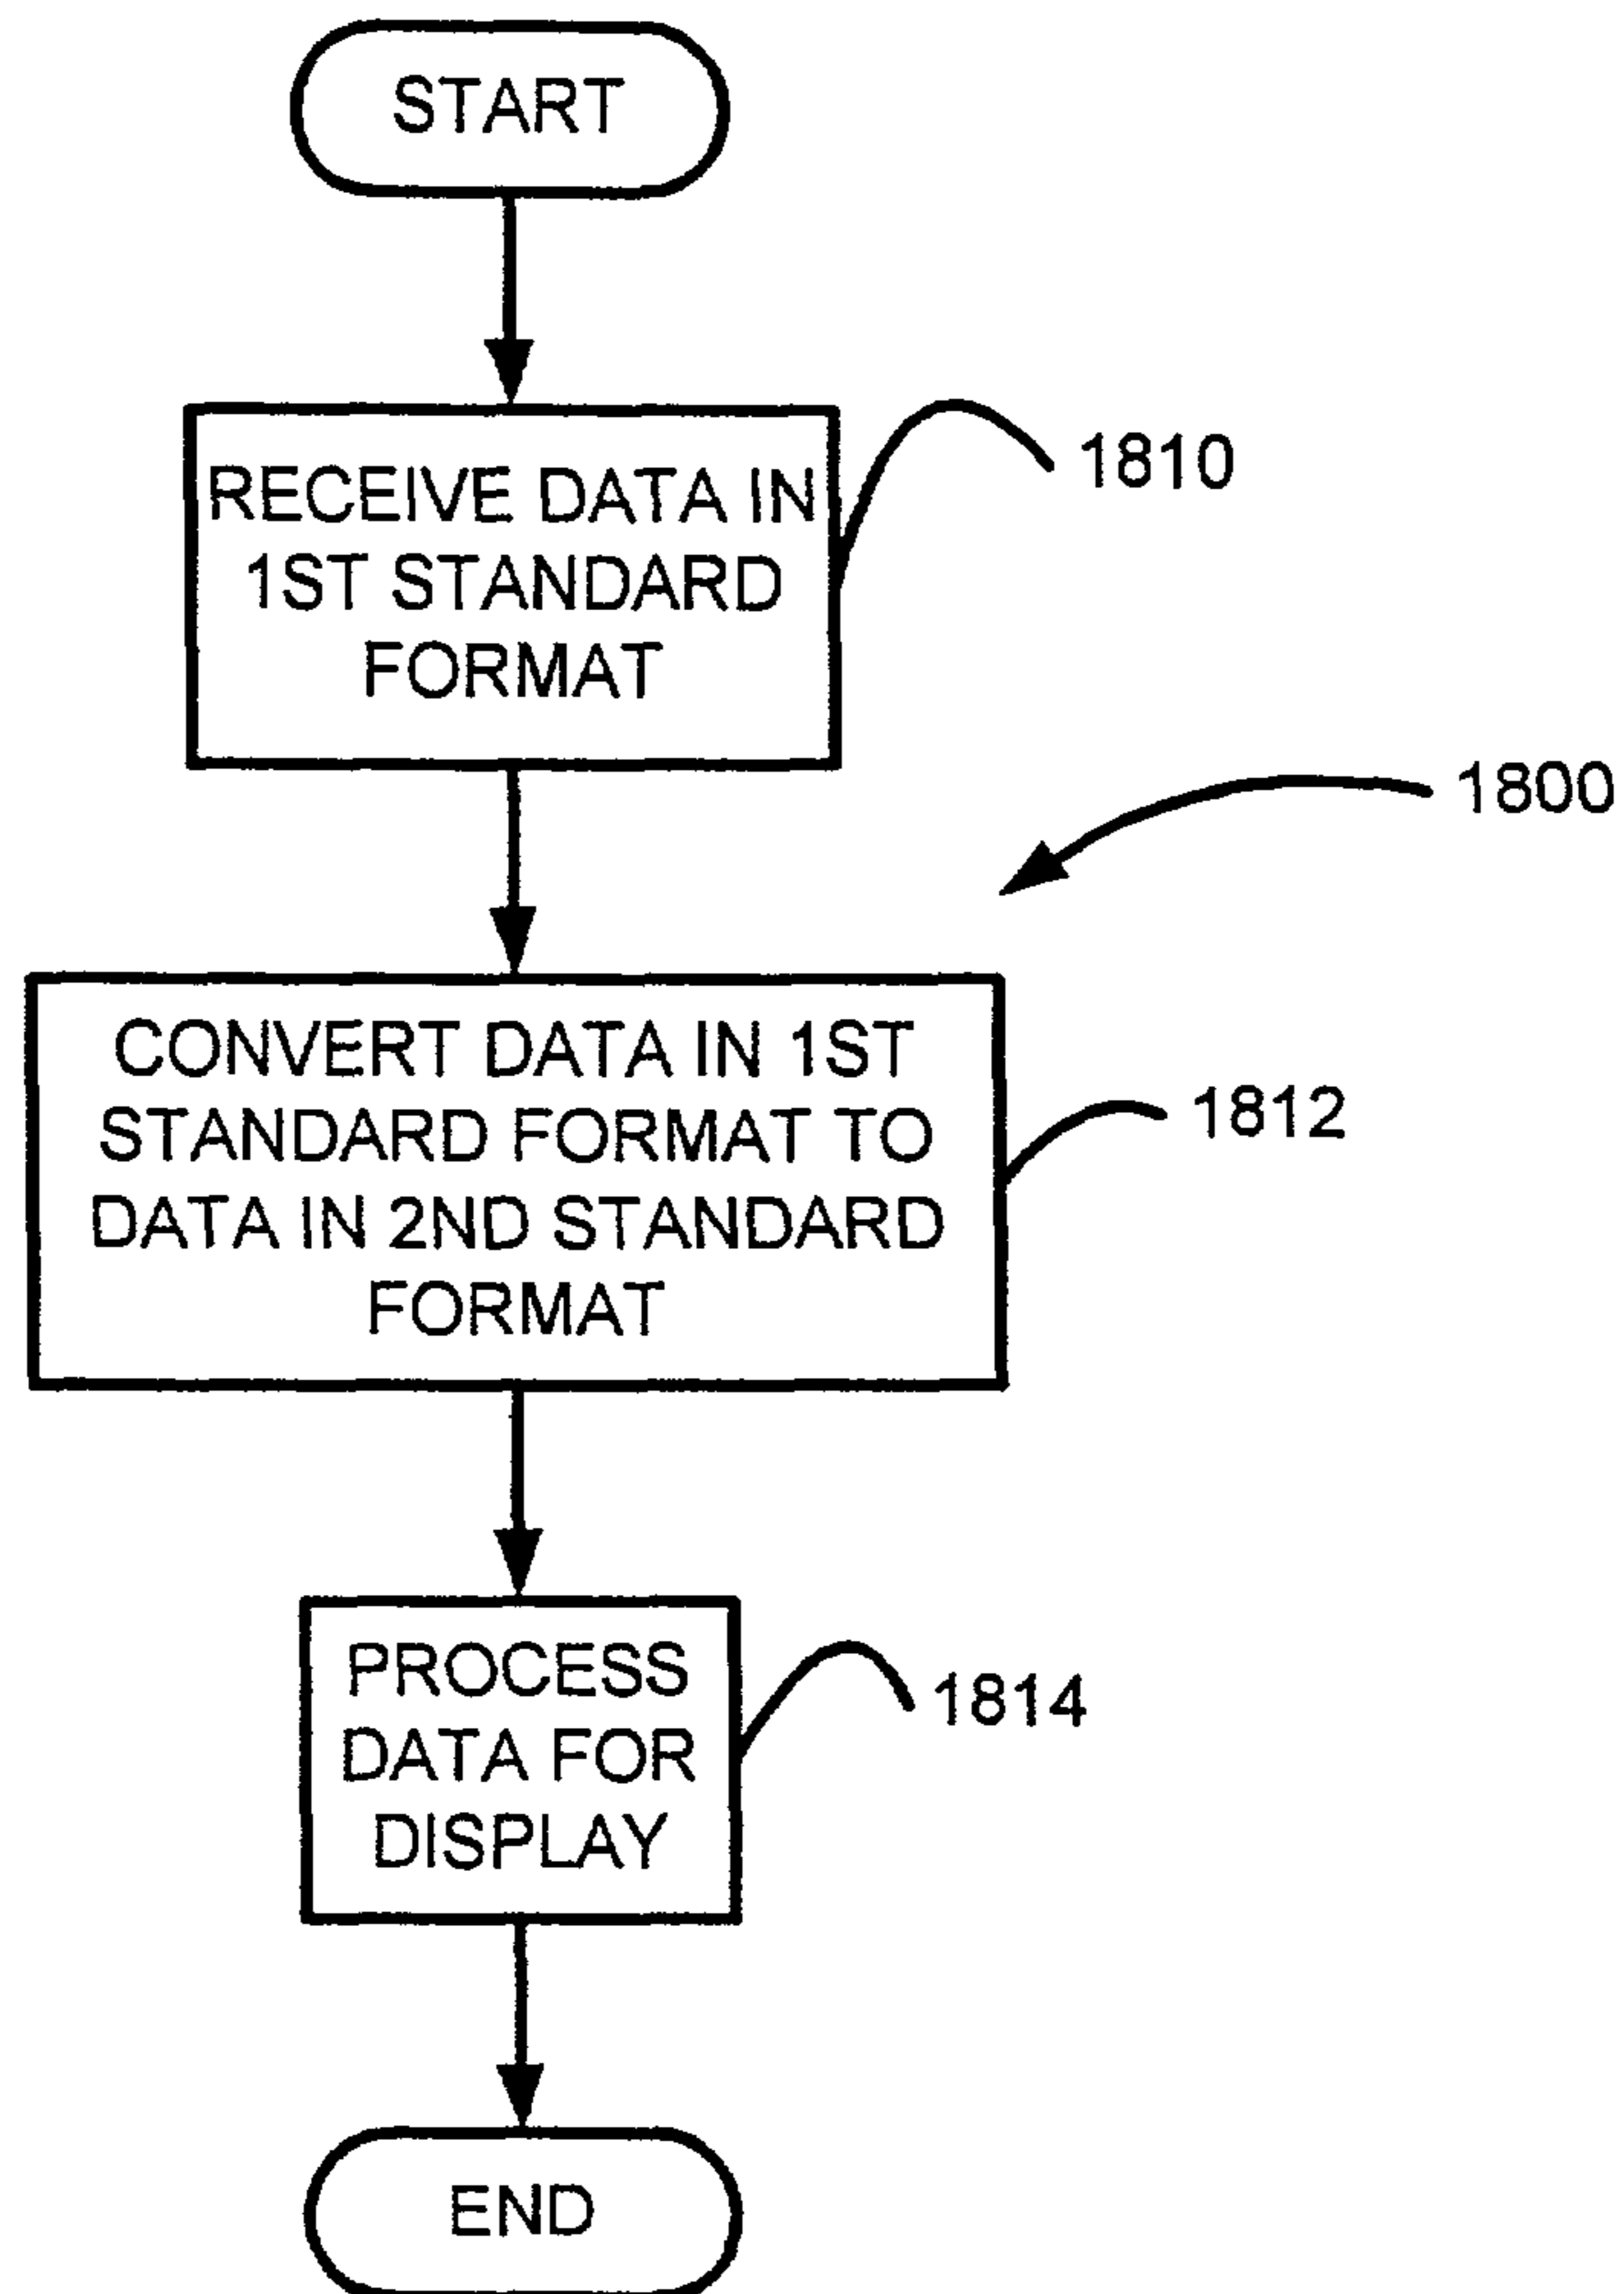 START
RECEIVE DATA IN
1ST STANDARD
FORMAT
1810
1800
CONVERT DATA IN 1ST
STANDARD FORMAT TO
DATA IN 2ND STANDARD
FORMAT
1812
PROCESS
DATA FOR
DISPLAY
1814
END